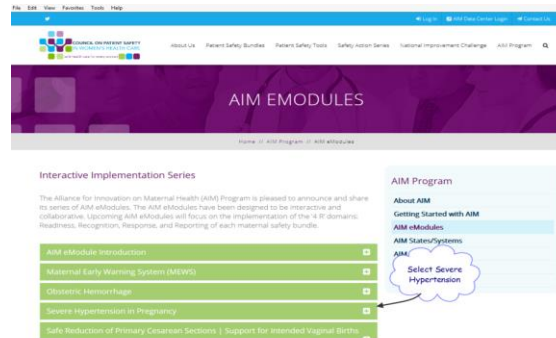 File Edit View Favorites Tools Help
Log In AIM Data Center Login Contact Us
COUNCIL ON PATIENT SAFETY
IN WOMEN'S HEALTH CARE
safe health care for every woman
About Us Patient Safety Bundles Patient Safety Tools Safety Action Series National Improvement Challenge AIM Program
AIM EMODULES
Home // AIM Program // AIM eModules
Interactive Implementation Series
The Alliance for Innovation on Maternal Health (AIM) Program is pleased to announce and share
its series of AIM eModules. The AIM eModules have been designed to be interactive and
collaborative. Upcoming AIM eModules will focus on the implementation of the '4 R' domains:
Readiness, Recognition, Response, and Reporting of each maternal safety bundle.
AIM eModule Introduction
Maternal Early Warning System (MEWS)
Obstetric Hemorrhage
Severe Hypertension in Pregnancy
Safe Reduction of Primary Cesarean Sections | Support for Intended Vaginal Births
AIM Program
About AIM
Getting Started with AIM
AIM eModules
AIM States/Systems
AIM
Select Severe
Hypertension